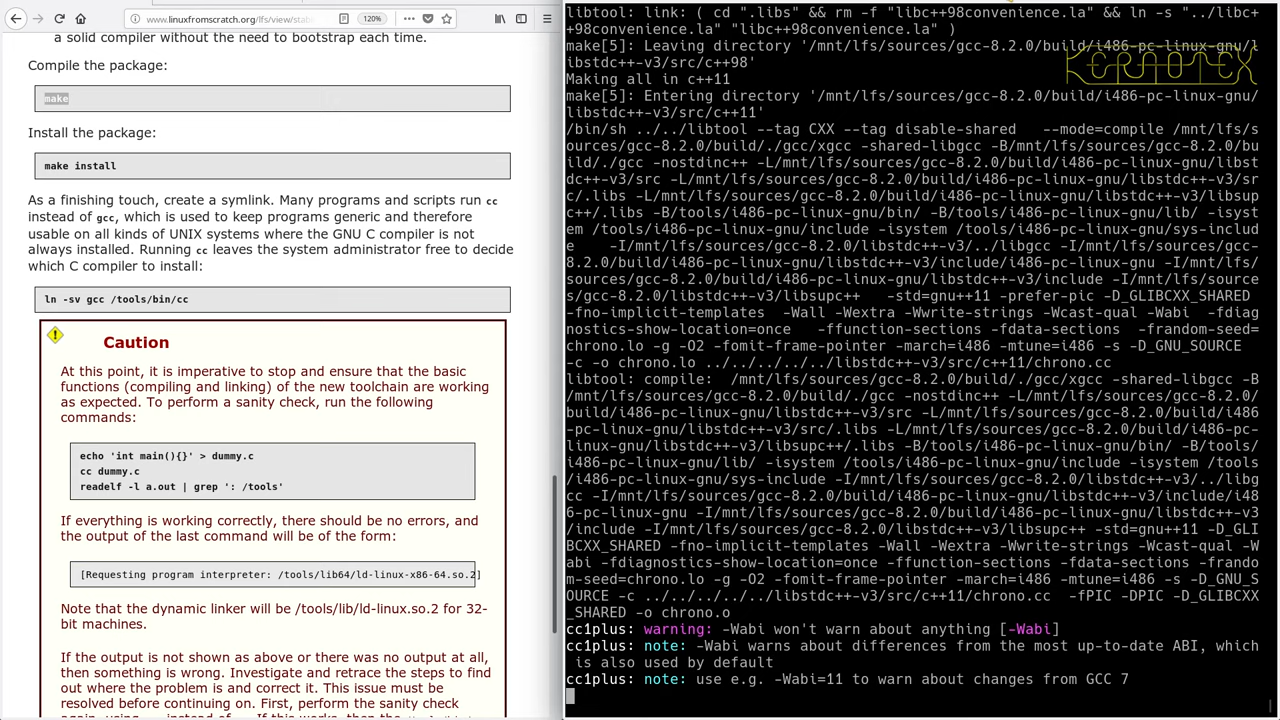 www.linuxfromscratch.org/lfs/view/stab
120%
a solid compiler without the need to bootstrap each time.
Compile the package:
make
Install the package:
make install
As a finishing touch, create a symlink. Many programs and scripts run cc
instead of gcc, which is used to keep programs generic and therefore
usable on all kinds of UNIX systems where the GNU C compiler is not
always installed. Running cc leaves the system administrator free to decide
which C compiler to install:
ln -sv gcc /tools/bin/cc
Caution
At this point, it is imperative to stop and ensure that the basic
functions (compiling and linking) of the new toolchain are working
as expected. To perform a sanity check, run the following
commands:
echo 'int main(){}' > dummy.c
cc dummy.c
readelf -l a.out | grep ': /tools'
If everything is working correctly, there should be no errors, and
the output of the last command will be of the form:
[Requesting program interpreter: /tools/lib64/ld-linux-x86-64.so.2]
Note that the dynamic linker will be /tools/lib/ld-linux.so.2 for 32-
bit machines.
If the output is not shown as above or there was no output at all,
then something is wrong. Investigate and retrace the steps to
find out where the problem is and correct it. This issue must be
resolved before continuing on. First, perform the sanity check
libtool: link: ( cd ".libs" && rm -f "libc++98convenience.la" && ln -s "../libc+
+98convenience.la" "libc++98convenience.la" )
make[5]: Leaving directory '/mnt/lfs/sources/gcc-8.2.0/build/i486-pc-linux-gnu/l
ibstdc++-v3/src/c++98'
Making all in c++11
make[5]: Entering directory '/mnt/lfs/sources/gcc-8.2.0/build/i486-pc-linux-gnu/
libstdc++-v3/src/c++11'
/bin/sh ../../libtool --tag CXX --tag disable-shared   --mode=compile /mnt/lfs/s
ources/gcc-8.2.0/build/./gcc/xgcc -shared-libgcc -B/mnt/lfs/sources/gcc-8.2.0/bu
ild/./gcc -nostdinc++ -L/mnt/lfs/sources/gcc-8.2.0/build/i486-pc-linux-gnu/libst
dc++-v3/src -L/mnt/lfs/sources/gcc-8.2.0/build/i486-pc-linux-gnu/libstdc++-v3/sr
c/.libs -L/mnt/lfs/sources/gcc-8.2.0/build/i486-pc-linux-gnu/libstdc++-v3/libsup
c++/.libs -B/tools/i486-pc-linux-gnu/bin/ -B/tools/i486-pc-linux-gnu/lib/ -isyst
em /tools/i486-pc-linux-gnu/include -isystem /tools/i486-pc-linux-gnu/sys-includ
e    -I/mnt/lfs/sources/gcc-8.2.0/libstdc++-v3/../libgcc -I/mnt/lfs/sources/gcc-
8.2.0/build/i486-pc-linux-gnu/libstdc++-v3/include/i486-pc-linux-gnu -I/mnt/lfs/
sources/gcc-8.2.0/build/i486-pc-linux-gnu/libstdc++-v3/include -I/mnt/lfs/source
s/gcc-8.2.0/libstdc++-v3/libsupc++   -std=gnu++11 -prefer-pic -D_GLIBCXX_SHARED
-fno-implicit-templates  -Wall -Wextra -Wwrite-strings -Wcast-qual -Wabi  -fdiag
nostics-show-location=once   -ffunction-sections -fdata-sections  -frandom-seed=
chrono.lo -g -O2 -fomit-frame-pointer -march=i486 -mtune=i486 -s -D_GNU_SOURCE
-c -o chrono.lo ../../../../../libstdc++-v3/src/c++11/chrono.cc
libtool: compile:  /mnt/lfs/sources/gcc-8.2.0/build/./gcc/xgcc -shared-libgcc -B
/mnt/lfs/sources/gcc-8.2.0/build/./gcc -nostdinc++ -L/mnt/lfs/sources/gcc-8.2.0/
build/i486-pc-linux-gnu/libstdc++-v3/src -L/mnt/lfs/sources/gcc-8.2.0/build/i486
-pc-linux-gnu/libstdc++-v3/src/.libs -L/mnt/lfs/sources/gcc-8.2.0/build/i486-pc-
linux-gnu/libstdc++-v3/libsupc++/.libs -B/tools/i486-pc-linux-gnu/bin/ -B/tools/
i486-pc-linux-gnu/lib/ -isystem /tools/i486-pc-linux-gnu/include -isystem /tools
/i486-pc-linux-gnu/sys-include -I/mnt/lfs/sources/gcc-8.2.0/libstdc++-v3/../libg
cc -I/mnt/lfs/sources/gcc-8.2.0/build/i486-pc-linux-gnu/libstdc++-v3/include/i48
6-pc-linux-gnu -I/mnt/lfs/sources/gcc-8.2.0/build/i486-pc-linux-gnu/libstdc++-v3
/include -I/mnt/lfs/sources/gcc-8.2.0/libstdc++-v3/libsupc++ -std=gnu++11 -D_GLI
BCXX_SHARED -fno-implicit-templates -Wall -Wextra -Wwrite-strings -Wcast-qual -W
abi -fdiagnostics-show-location=once -ffunction-sections -fdata-sections -frando
m-seed=chrono.lo -g -O2 -fomit-frame-pointer -march=i486 -mtune=i486 -s -D_GNU_S
OURCE -c ../../../../../libstdc++-v3/src/c++11/chrono.cc  -fPIC -DPIC -D_GLIBCXX
_SHARED -o chrono.o
cc1plus: warning: -Wabi won't warn about anything [-Wabi]
cc1plus: note: -Wabi warns about differences from the most up-to-date ABI, which
 is also used by default
cc1plus: note: use e.g. -Wabi=11 to warn about changes from GCC 7